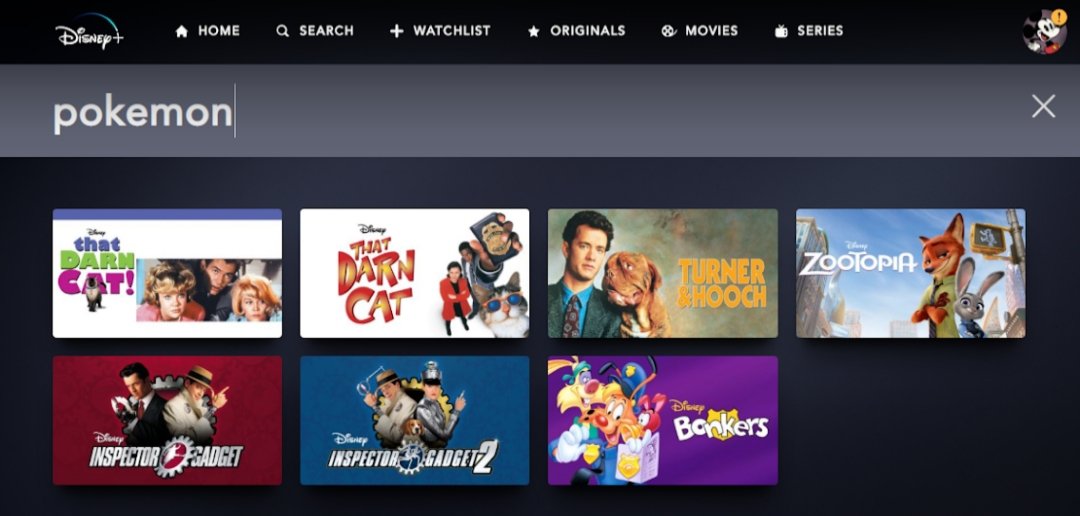 Disney+
HOME
SEARCH
WATCHLIST
ORIGINALS
MOVIES
SERIES
!
pokemon
Disney
that
DARN
CAT!
Disney
THAT
DARN
CAT
TURNER
& HOOCH
Disney
ZOOTOPIA
Disney
INSPECTOR GADGET
Disney
INSPECTOR GADGET 2
Disney
Bonkers